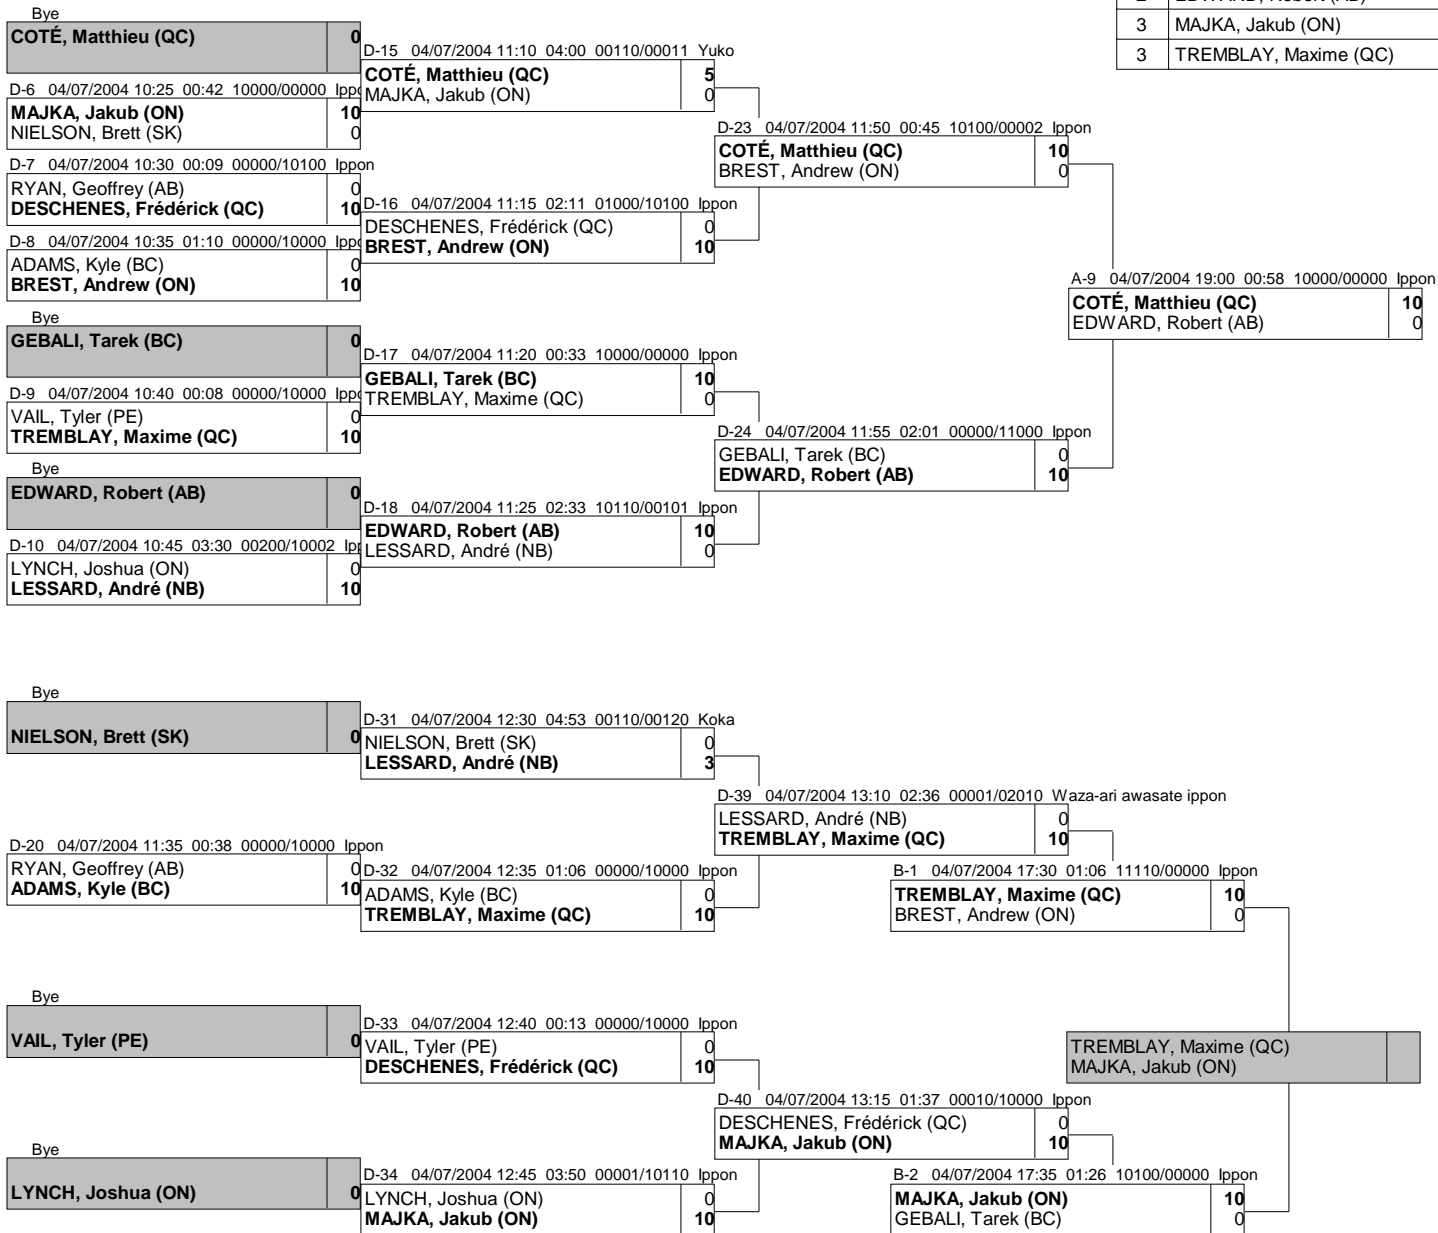 Bye
COTÉ, Matthieu (QC) 0
D-6 04/07/2004 10:25 00:42 10000/00000 Ippo
MAJKA, Jakub (ON) 10
NIELSON, Brett (SK) 0
D-7 04/07/2004 10:30 00:09 00000/10100 Ippon
RYAN, Geoffrey (AB) 0
DESCHENES, Frédérick (QC) 10
D-8 04/07/2004 10:35 01:10 00000/10000 Ippo
ADAMS, Kyle (BC) 0
BREST, Andrew (ON) 10
Bye
GEBALI, Tarek (BC) 0
D-9 04/07/2004 10:40 00:08 00000/10000 Ippo
VAIL, Tyler (PE) 0
TREMBLAY, Maxime (QC) 10
Bye
EDWARD, Robert (AB) 0
D-10 04/07/2004 10:45 03:30 00200/10002 Ipp
LYNCH, Joshua (ON) 0
LESSARD, André (NB) 10
D-15 04/07/2004 11:10 04:00 00110/00011 Yuko
COTÉ, Matthieu (QC) 5
MAJKA, Jakub (ON) 0
D-16 04/07/2004 11:15 02:11 01000/10100 Ippon
DESCHENES, Frédérick (QC) 0
BREST, Andrew (ON) 10
D-17 04/07/2004 11:20 00:33 10000/00000 Ippon
GEBALI, Tarek (BC) 10
TREMBLAY, Maxime (QC) 0
D-18 04/07/2004 11:25 02:33 10110/00101 Ippon
EDWARD, Robert (AB) 10
LESSARD, André (NB) 0
D-23 04/07/2004 11:50 00:45 10100/00002 Ippon
COTÉ, Matthieu (QC) 10
BREST, Andrew (ON) 0
D-24 04/07/2004 11:55 02:01 00000/11000 Ippon
GEBALI, Tarek (BC) 0
EDWARD, Robert (AB) 10
3 MAJKA, Jakub (ON)
3 TREMBLAY, Maxime (QC)
A-9 04/07/2004 19:00 00:58 10000/00000 Ippon
COTÉ, Matthieu (QC) 10
EDWARD, Robert (AB) 0
Bye
NIELSON, Brett (SK) 0
D-20 04/07/2004 11:35 00:38 00000/10000 Ippon
RYAN, Geoffrey (AB) 0
ADAMS, Kyle (BC) 10
Bye
VAIL, Tyler (PE) 0
Bye
LYNCH, Joshua (ON) 0
D-31 04/07/2004 12:30 04:53 00110/00120 Koka
NIELSON, Brett (SK) 0
LESSARD, André (NB) 3
D-32 04/07/2004 12:35 01:06 00000/10000 Ippon
ADAMS, Kyle (BC) 0
TREMBLAY, Maxime (QC) 10
D-33 04/07/2004 12:40 00:13 00000/10000 Ippon
VAIL, Tyler (PE) 0
DESCHENES, Frédérick (QC) 10
D-34 04/07/2004 12:45 03:50 00001/10110 Ippon
LYNCH, Joshua (ON) 0
MAJKA, Jakub (ON) 10
D-39 04/07/2004 13:10 02:36 00001/02010 Waza-ari awasate ippon
LESSARD, André (NB) 0
TREMBLAY, Maxime (QC) 10
D-40 04/07/2004 13:15 01:37 00010/10000 Ippon
DESCHENES, Frédérick (QC) 0
MAJKA, Jakub (ON) 10
B-1 04/07/2004 17:30 01:06 11110/00000 Ippon
TREMBLAY, Maxime (QC) 10
BREST, Andrew (ON) 0
B-2 04/07/2004 17:35 01:26 10100/00000 Ippon
MAJKA, Jakub (ON) 10
GEBALI, Tarek (BC) 0
TREMBLAY, Maxime (QC)
MAJKA, Jakub (ON)